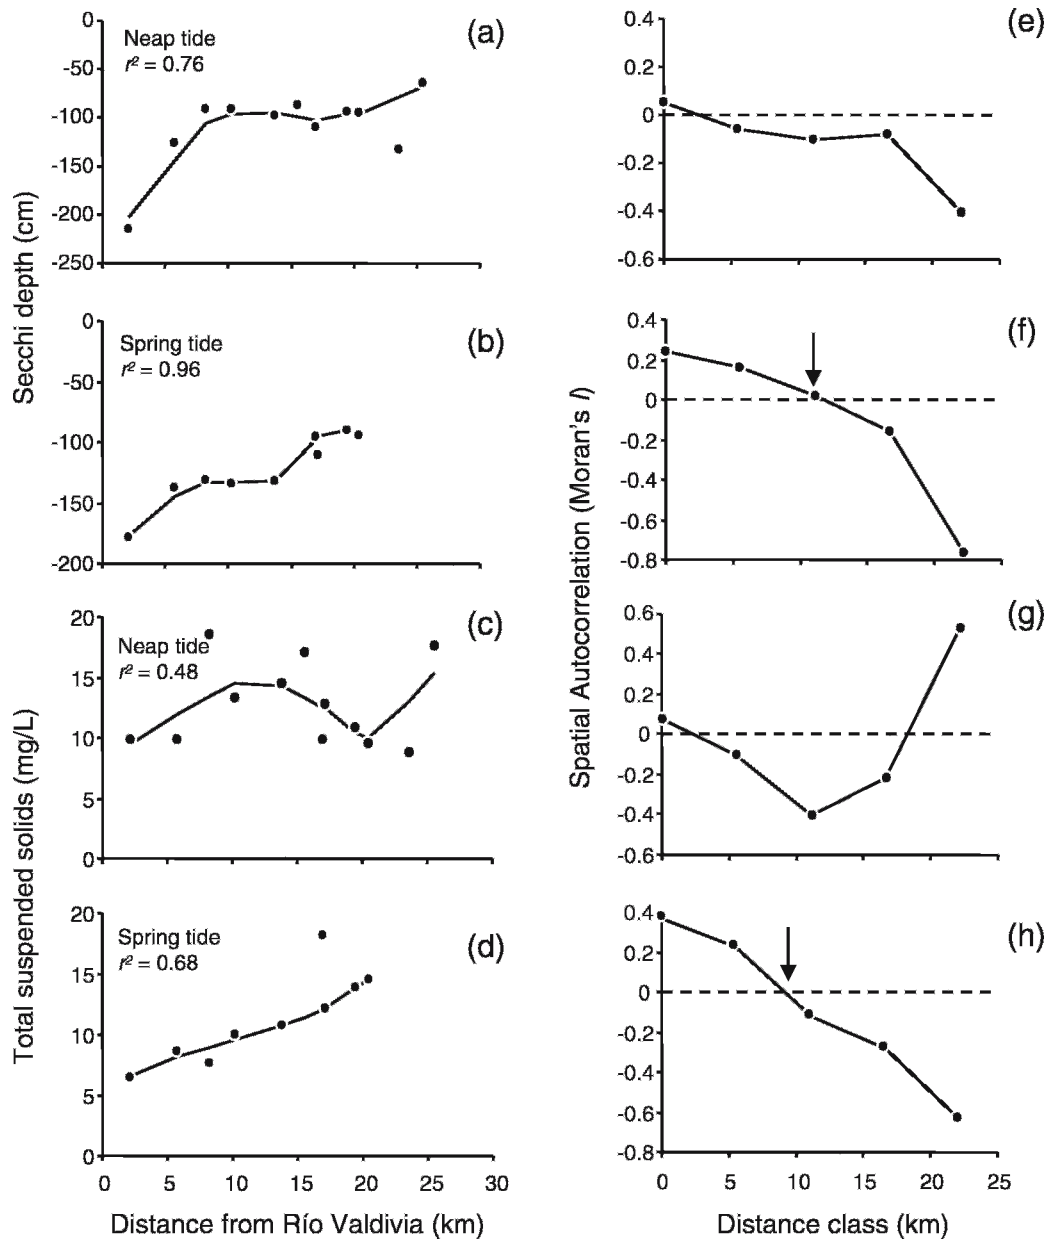 Secchi depth (cm)
Total suspended solids (mg/L)
0
-50
-100
-150
-200
-250
Neap tide
r² = 0.76
(a)
0
-50
-100
-150
-200
Spring tide
r² = 0.96
(b)
20
15
10
5
0
Neap tide
r² = 0.48
(c)
20
15
10
5
0
Spring tide
r² = 0.68
(d)
0 5 10 15 20 25 30
Distance from Río Valdivia (km)
Spatial Autocorrelation (Moran's I)
0.4
0.2
0
-0.2
-0.4
-0.6
(e)
0.4
0.2
0
-0.2
-0.4
-0.6
-0.8
(f)
0.6
0.4
0.2
0
-0.2
-0.4
-0.6
(g)
0.4
0.2
0
-0.2
-0.4
-0.6
-0.8
(h)
0 5 10 15 20 25
Distance class (km)